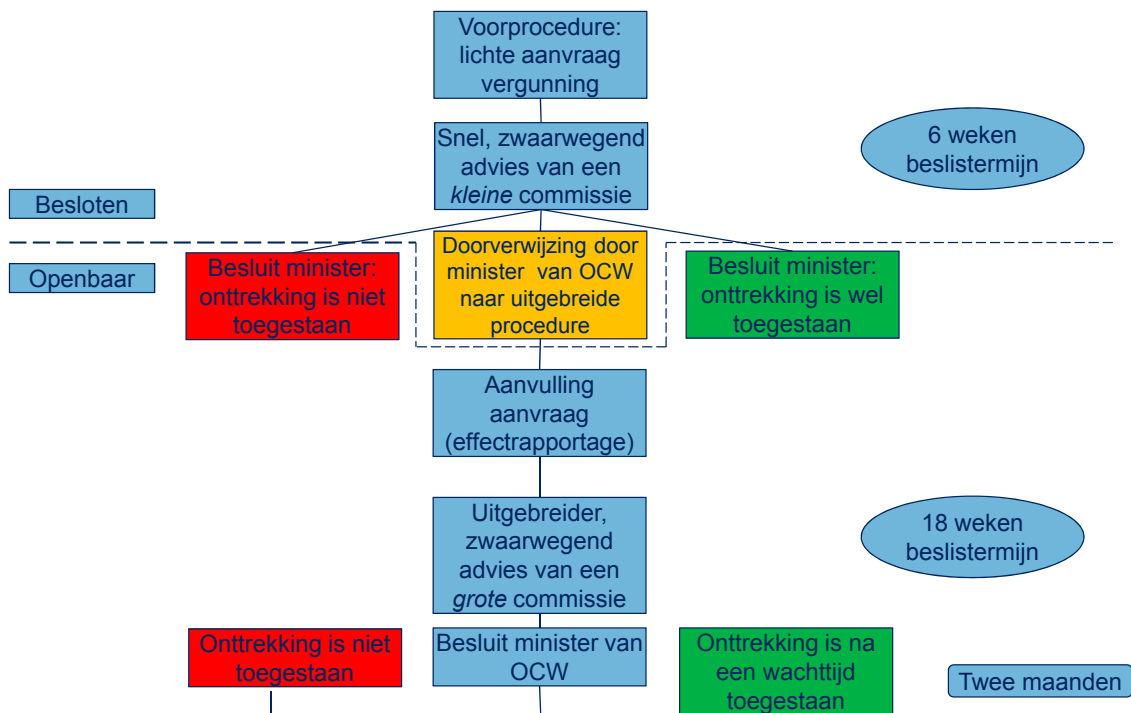 Voorprocedure:
lichte aanvraag
vergunning
Snel, zwaarwegend
advies van een
kleine commissie
6 weken
beslistermijn
Besloten
Openbaar
Besluit minister:
onttrekking is niet
toegestaan
Doorverwijzing door
minister van OCW
naar uitgebreide
procedure
Besluit minister:
onttrekking is wel
toegestaan
Aanvulling
aanvraag
(effectrapportage)
Uitgebreider,
zwaarwegend
advies van een
grote commissie
18 weken
beslistermijn
Onttrekking is niet
toegestaan
Besluit minister van
OCW
Onttrekking is na
een wachttijd
toegestaan
Twee maanden